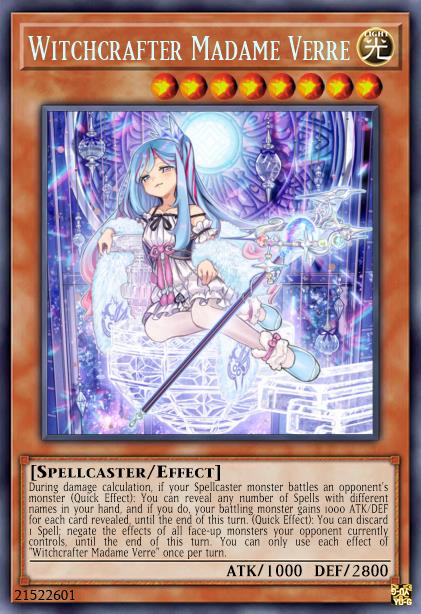 WITCHCRAFTER MADAME VERRE
LIGHT
光
[SPELLCASTER/EFFECT]
During damage calculation, if your Spellcaster monster battles an opponent's
monster (Quick Effect): You can reveal any number of Spells with different
names in your hand, and if you do, your battling monster gains 1000 ATK/DEF
for each card revealed, until the end of this turn. (Quick Effect): You can discard
1 Spell; negate the effects of all face-up monsters your opponent currently
controls, until the end of this turn. You can only use each effect of
"Witchcrafter Madame Verre" once per turn.
ATK/1000 DEF/2800
21522601